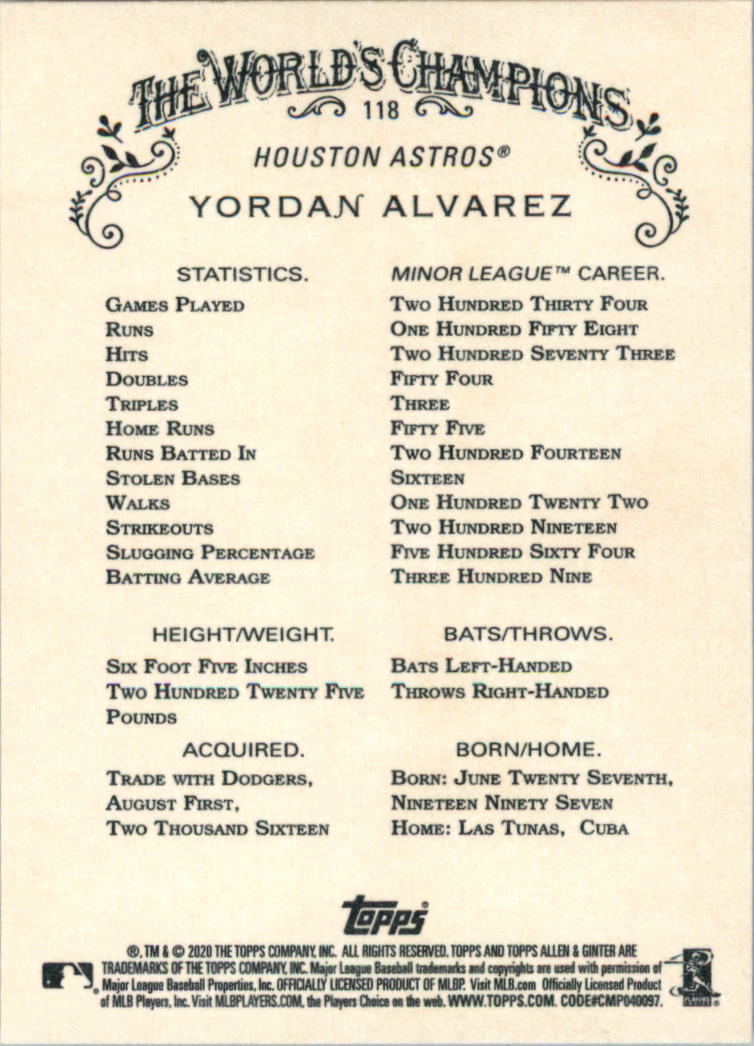 THE WORLD'S CHAMPIONS
118
HOUSTON ASTROS®
YORDAN ALVAREZ
STATISTICS. MINOR LEAGUE™ CAREER.
GAMES PLAYED TWO HUNDRED THIRTY FOUR
RUNS ONE HUNDRED FIFTY EIGHT
HITS TWO HUNDRED SEVENTY THREE
DOUBLES FIFTY FOUR
TRIPLES THREE
HOME RUNS FIFTY FIVE
RUNS BATTED IN TWO HUNDRED FOURTEEN
STOLEN BASES SIXTEEN
WALKS ONE HUNDRED TWENTY TWO
STRIKEOUTS TWO HUNDRED NINETEEN
SLUGGING PERCENTAGE FIVE HUNDRED SIXTY FOUR
BATTING AVERAGE THREE HUNDRED NINE
HEIGHT/WEIGHT.
SIX FOOT FIVE INCHES
TWO HUNDRED TWENTY FIVE
POUNDS
BATS/THROWS.
BATS LEFT-HANDED
THROWS RIGHT-HANDED
ACQUIRED.
TRADE WITH DODGERS,
AUGUST FIRST,
TWO THOUSAND SIXTEEN
BORN/HOME.
BORN: JUNE TWENTY SEVENTH,
NINETEEN NINETY SEVEN
HOME: LAS TUNAS, CUBA
Topps®
®, TM & © 2020 THE TOPPS COMPANY, INC. ALL RIGHTS RESERVED. TOPPS AND TOPPS ALLEN & GINTER ARE
TRADEMARKS OF THE TOPPS COMPANY, INC. Major League Baseball trademarks and copyrights are used with permission of
Major League Baseball Properties, Inc. OFFICIALLY LICENSED PRODUCT OF MLBP. Visit MLB.com Officially Licensed Product
of MLB Players, Inc. Visit MLBPLAYERS.COM, the Players Choice on the web. WWW.TOPPS.COM. CODE#CMP040097.